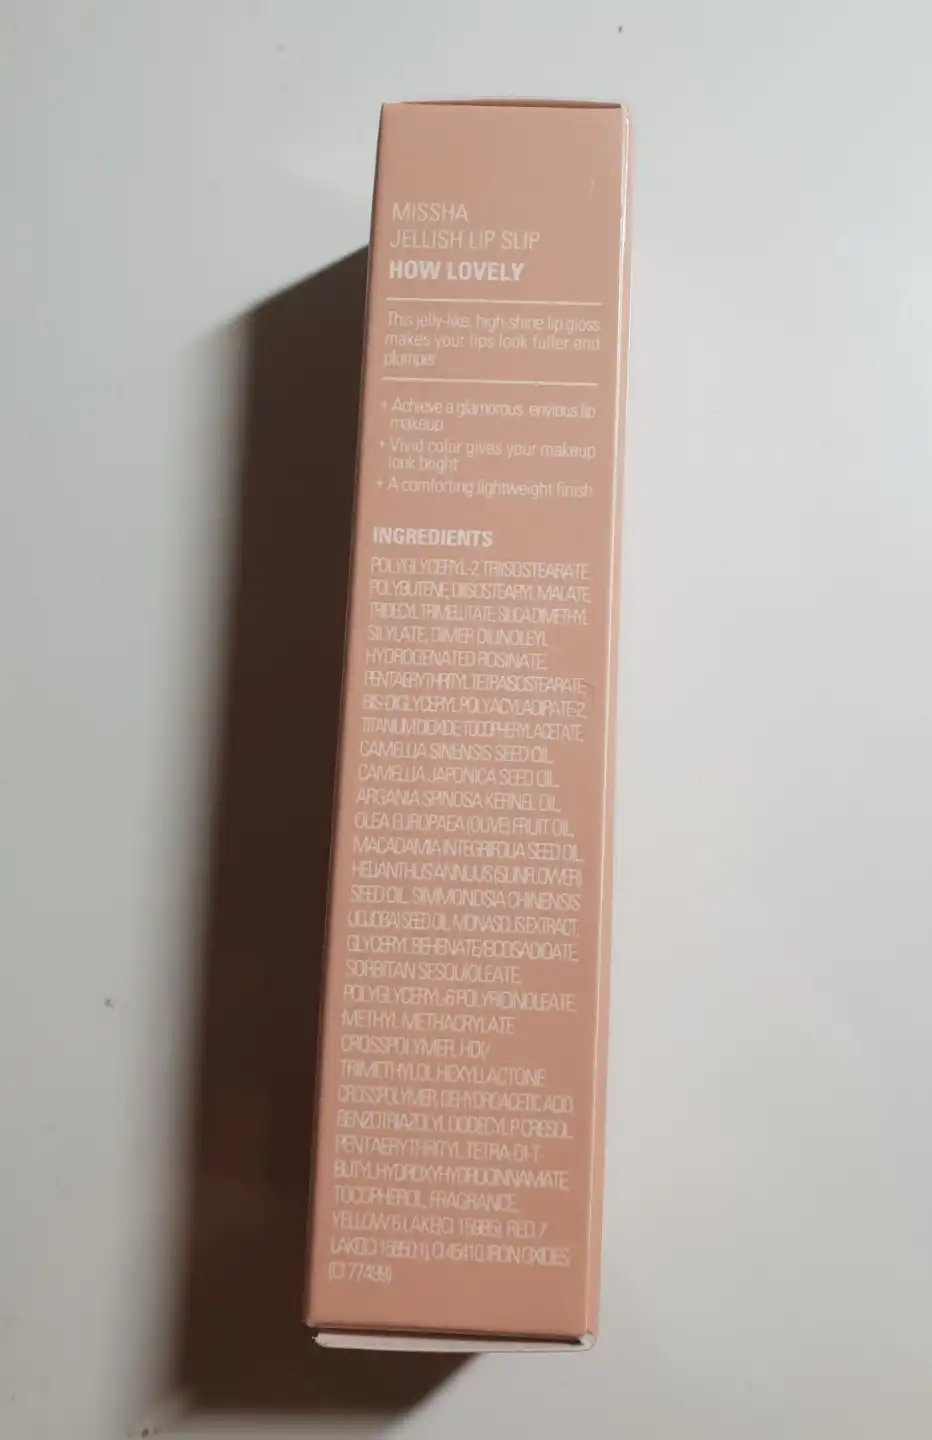 MISSHA
JELLISH LIP SLIP
HOW LOVELY
This jelly-like, high-shine lip gloss
makes your lips look fuller and
plumper
+ Achieve a glamorous, envious lip
makeup
+ Vivid color gives your makeup
look bright
+ A comforting lightweight finish
INGREDIENTS
POLYGLYCERYL-2 TRIISOSTEARATE,
POLYBUTENE, DIISOSTEARYL MALATE,
TRIDECYL TRIMELLITATE, SILICA DIMETHYL
SILYLATE, DIMER DILINOLEYL
HYDROGENATED ROSINATE,
PENTAERYTHRITYL TETRAISOSTEARATE,
BIS-DIGLYCERYL POLYACYLADIPATE-2,
TITANIUM DIOXIDE, TOCOPHERYL ACETATE,
CAMELLIA SINENSIS SEED OIL,
CAMELLIA JAPONICA SEED OIL,
ARGANIA SPINOSA KERNEL OIL,
OLEA EUROPAEA (OLIVE) FRUIT OIL,
MACADAMIA INTEGRIFOLIA SEED OIL,
HELIANTHUS ANNUUS (SUNFLOWER)
SEED OIL, SIMMONDSIA CHINENSIS
(JOJOBA) SEED OIL, MONASCUS EXTRACT,
GLYCERYL BEHENATE/EICOSADIOATE,
SORBITAN SESQUIOLEATE,
POLYGLYCERYL-6 POLYRICINOLEATE,
METHYL METHACRYLATE
CROSSPOLYMER, HDI/
TRIMETHYLOL HEXYLLACTONE
CROSSPOLYMER, DEHYDROACETIC ACID,
BENZOTRIAZOLYL DODECYL P-CRESOL,
PENTAERYTHRITYL TETRA-DI-T-
BUTYL HYDROXYHYDROCINNAMATE,
TOCOPHEROL, FRAGRANCE,
YELLOW 6 LAKE(CI 15985), RED 7
LAKE(CI 15850:1), CI 45410, IRON OXIDES
(CI 77499)